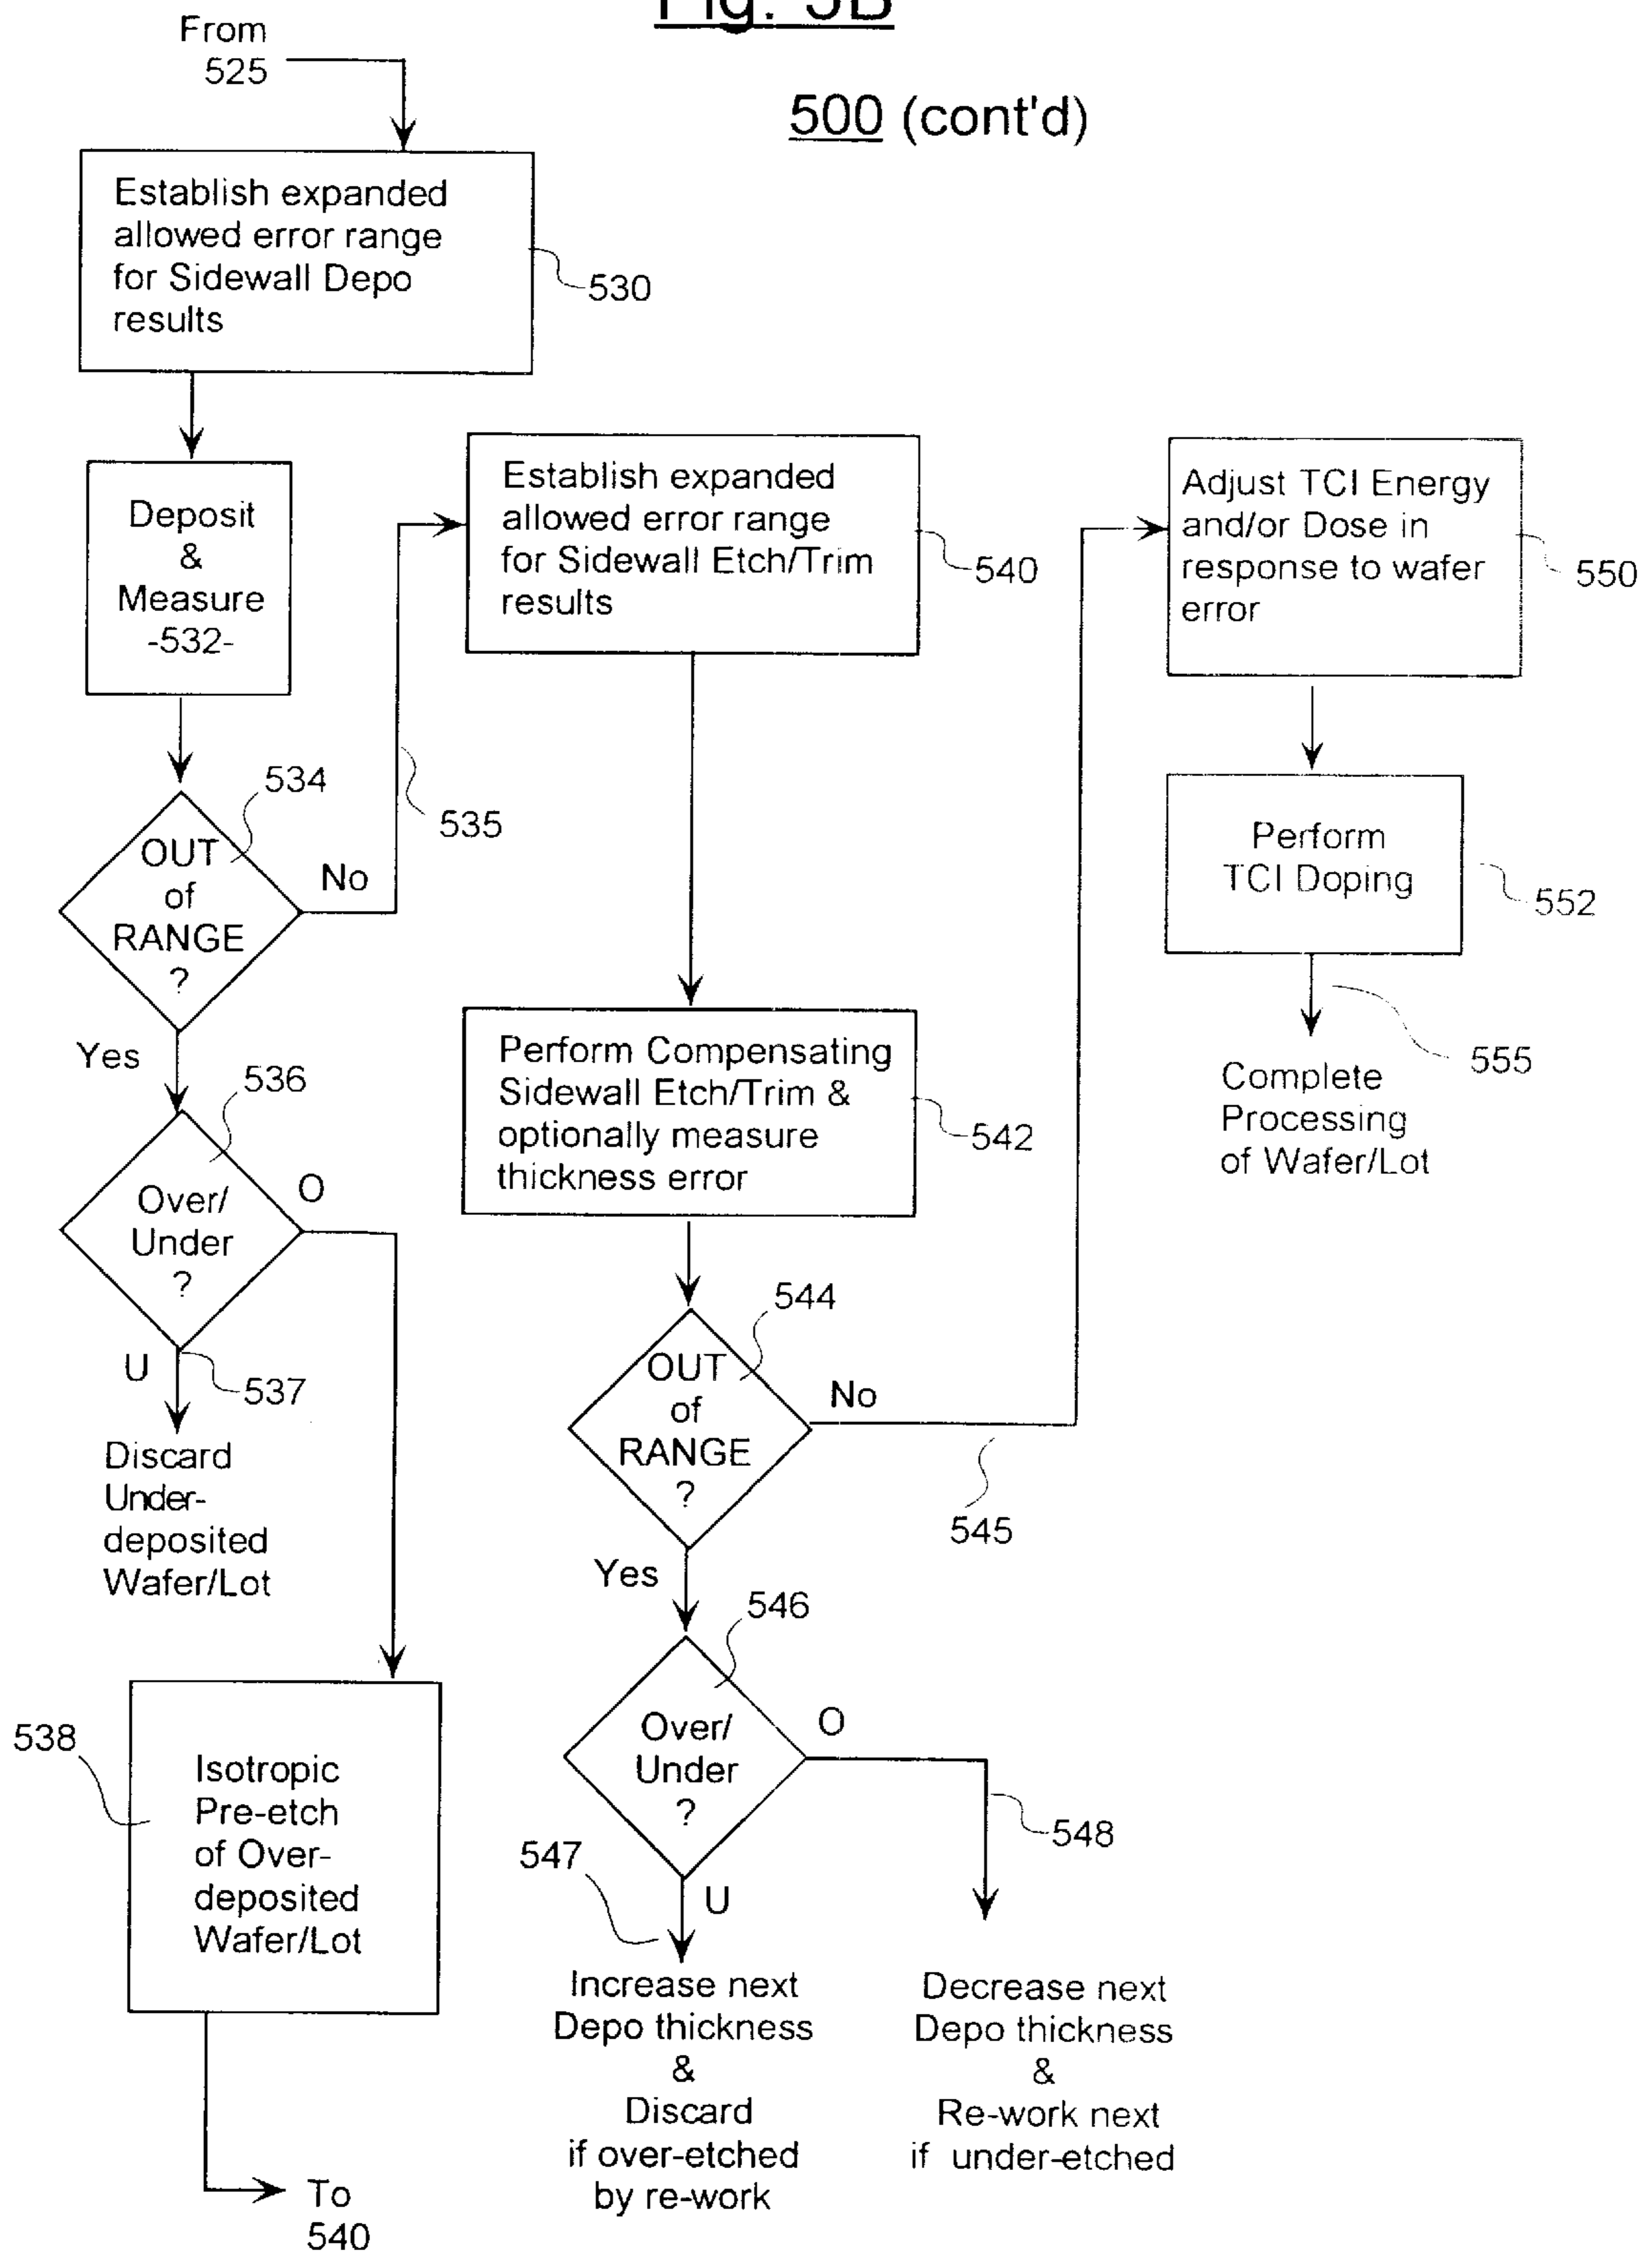 Fig. 5B
500 (cont'd)
From
525
Establish expanded
allowed error range
for Sidewall Depo
results
530
Deposit
&
Measure
-532-
534
OUT
of
RANGE
?
No
535
Yes
536
Over/
Under
?
O
U
537
Discard
Under-
deposited
Wafer/Lot
538
Isotropic
Pre-etch
of Over-
deposited
Wafer/Lot
To
540
Establish expanded
allowed error range
for Sidewall Etch/Trim
results
540
Perform Compensating
Sidewall Etch/Trim &
optionally measure
thickness error
542
544
OUT
of
RANGE
?
No
545
Yes
546
Over/
Under
?
O
548
547
U
Increase next
Depo thickness
&
Discard
if over-etched
by re-work
Decrease next
Depo thickness
&
Re-work next
if under-etched
Adjust TCI Energy
and/or Dose in
response to wafer
error
550
Perform
TCI Doping
552
555
Complete
Processing
of Wafer/Lot